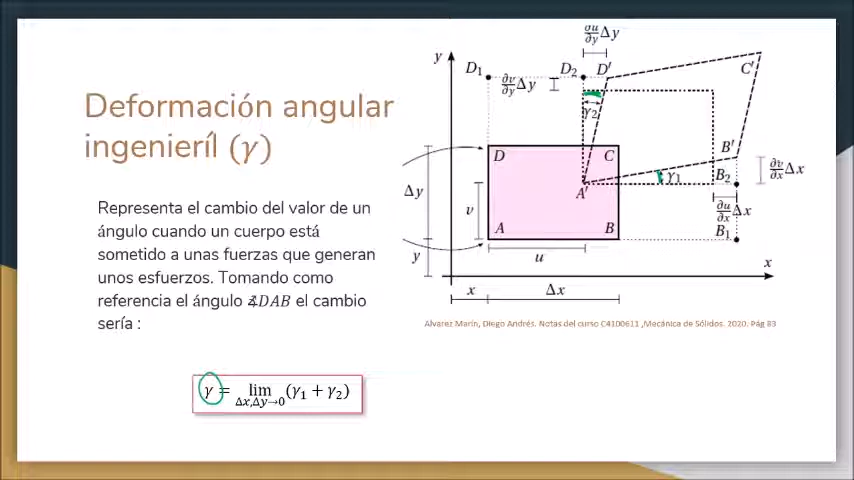 Deformación angular
ingenieríl (γ)
Representa el cambio del valor de un
ángulo cuando un cuerpo está
sometido a unas fuerzas que generan
unos esfuerzos. Tomando como
referencia el ángulo ∡DAB el cambio
sería :
γ = lim (γ₁ + γ₂)
Δx,Δy→0
∂u/∂y Δy
y
D₁
D₂
D′
C′
∂v/∂y Δy
γ₂
D
C
B′
A′
γ₁
B₂
∂v/∂x Δx
Δy
v
∂u/∂x Δx
A
B
B₁
y
u
x
x
Δx
Alvarez Marín, Diego Andrés. Notas del curso C4100611 ,Mecánica de Sólidos. 2020. Pág 83